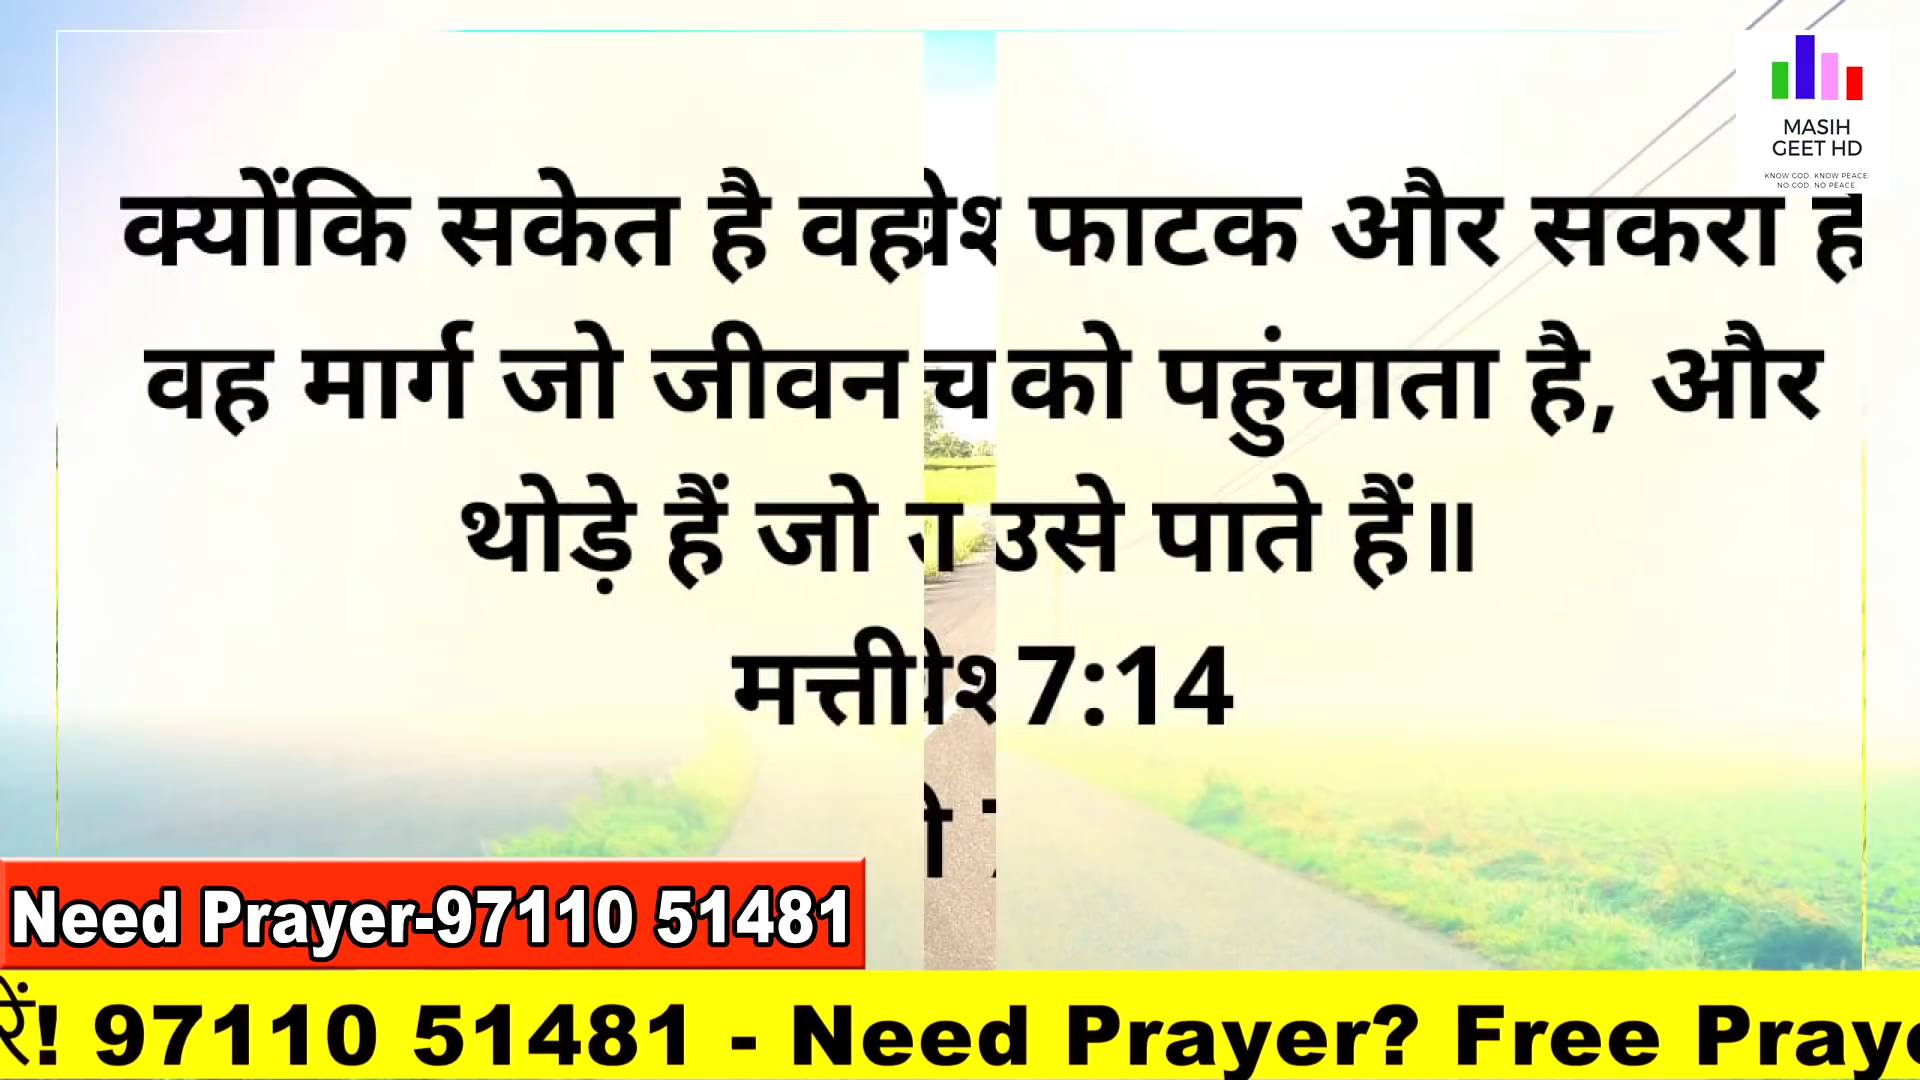 MASIH
GEET HD
KNOW GOD. KNOW PEACE.
NO GOD. NO PEACE.
क्योंकि सकेत है वह फाटक और सकरा है
वह मार्ग जो जीवन को पहुंचाता है, और
थोड़े हैं जो उसे पाते हैं॥
मत्ती 7:14
Need Prayer-97110 51481
! 97110 51481 - Need Prayer? Free